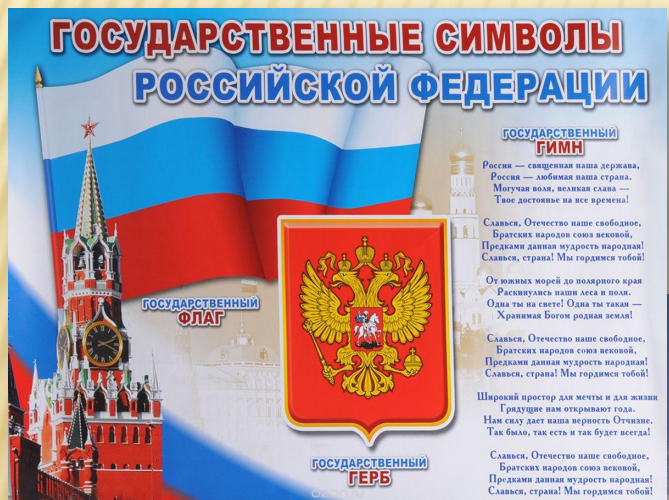 ГОСУДАРСТВЕННЫЕ СИМВОЛЫ
РОССИЙСКОЙ ФЕДЕРАЦИИ
ГОСУДАРСТВЕННЫЙ
ФЛАГ
ГОСУДАРСТВЕННЫЙ
ГЕРБ
ГОСУДАРСТВЕННЫЙ
ГИМН
Россия — священная наша держава,
Россия — любимая наша страна.
Могучая воля, великая слава —
Твое достоянье на все времена!
Славься, Отечество наше свободное,
Братских народов союз вековой,
Предками данная мудрость народная!
Славься, страна! Мы гордимся тобой!
От южных морей до полярного края
Раскинулись наши леса и поля.
Одна ты на свете! Одна ты такая —
Хранимая Богом родная земля!
Славься, Отечество наше свободное,
Братских народов союз вековой,
Предками данная мудрость народная!
Славься, страна! Мы гордимся тобой!
Широкий простор для мечты и для жизни
Грядущие нам открывают года.
Нам силу дает наша верность Отчизне.
Так было, так есть и так будет всегда!
Славься, Отечество наше свободное,
Братских народов союз вековой,
Предками данная мудрость народная!
Славься, страна! Мы гордимся тобой!